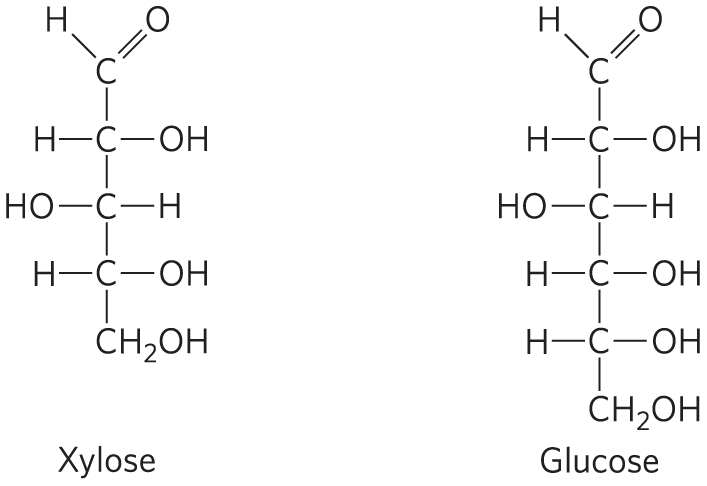 H O H O
C C
H C OH H C OH
HO C H HO C H
H C OH H C OH
CH₂OH H C OH
CH₂OH
Xylose Glucose